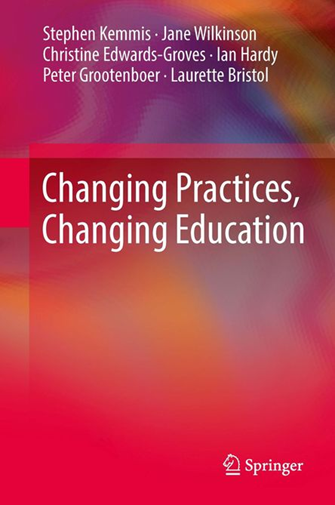 Stephen Kemmis · Jane Wilkinson
Christine Edwards-Groves · Ian Hardy
Peter Grootenboer · Laurette Bristol
Changing Practices,
Changing Education
Springer